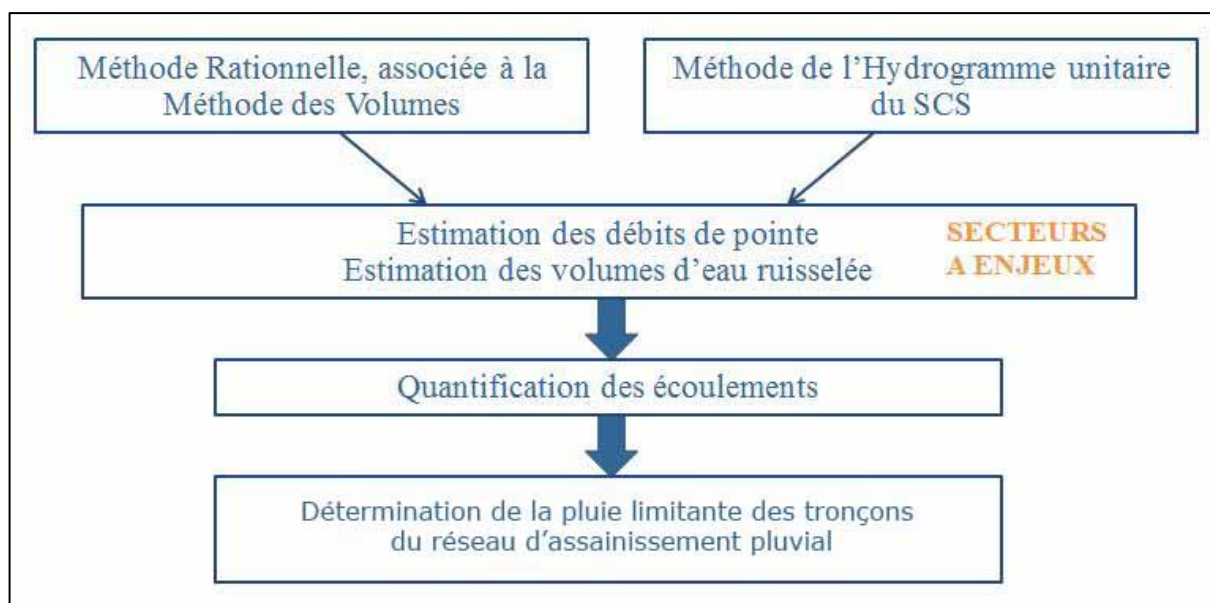 Méthode Rationnelle, associée à la
Méthode des Volumes
Méthode de l'Hydrogramme unitaire
du SCS
Estimation des débits de pointe
Estimation des volumes d'eau ruisselée
SECTEURS
A ENJEUX
Quantification des écoulements
Détermination de la pluie limitante des tronçons
du réseau d'assainissement pluvial